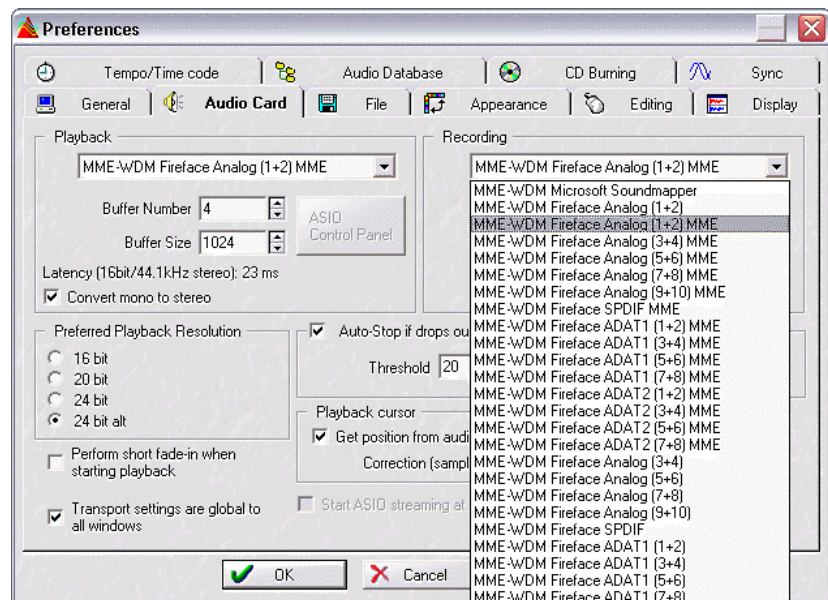 Preferences
Tempo/Time code
Audio Database
CD Burning
Sync
General
Audio Card
File
Appearance
Editing
Display
Playback
MME-WDM Fireface Analog (1+2) MME
Buffer Number 4
Buffer Size 1024
ASIO
Control Panel
Latency (16bit/44.1kHz stereo): 23 ms
Convert mono to stereo
Recording
MME-WDM Fireface Analog (1+2) MME
MME-WDM Microsoft Soundmapper
MME-WDM Fireface Analog (1+2)
MME-WDM Fireface Analog (1+2) MME
MME-WDM Fireface Analog (3+4) MME
MME-WDM Fireface Analog (5+6) MME
MME-WDM Fireface Analog (7+8) MME
MME-WDM Fireface Analog (9+10) MME
MME-WDM Fireface SPDIF MME
MME-WDM Fireface ADAT1 (1+2) MME
MME-WDM Fireface ADAT1 (3+4) MME
MME-WDM Fireface ADAT1 (5+6) MME
MME-WDM Fireface ADAT1 (7+8) MME
MME-WDM Fireface ADAT2 (1+2) MME
MME-WDM Fireface ADAT2 (3+4) MME
MME-WDM Fireface ADAT2 (5+6) MME
MME-WDM Fireface ADAT2 (7+8) MME
MME-WDM Fireface Analog (3+4)
MME-WDM Fireface Analog (5+6)
MME-WDM Fireface Analog (7+8)
MME-WDM Fireface Analog (9+10)
MME-WDM Fireface SPDIF
MME-WDM Fireface ADAT1 (1+2)
MME-WDM Fireface ADAT1 (3+4)
MME-WDM Fireface ADAT1 (5+6)
MME-WDM Fireface ADAT1 (7+8)
Preferred Playback Resolution
16 bit
20 bit
24 bit
24 bit alt
Auto-Stop if drops ou
Threshold 20
Playback cursor
Get position from audi
Correction (sampl
Perform short fade-in when
starting playback
Transport settings are global to
all windows
Start ASIO streaming at
OK
Cancel